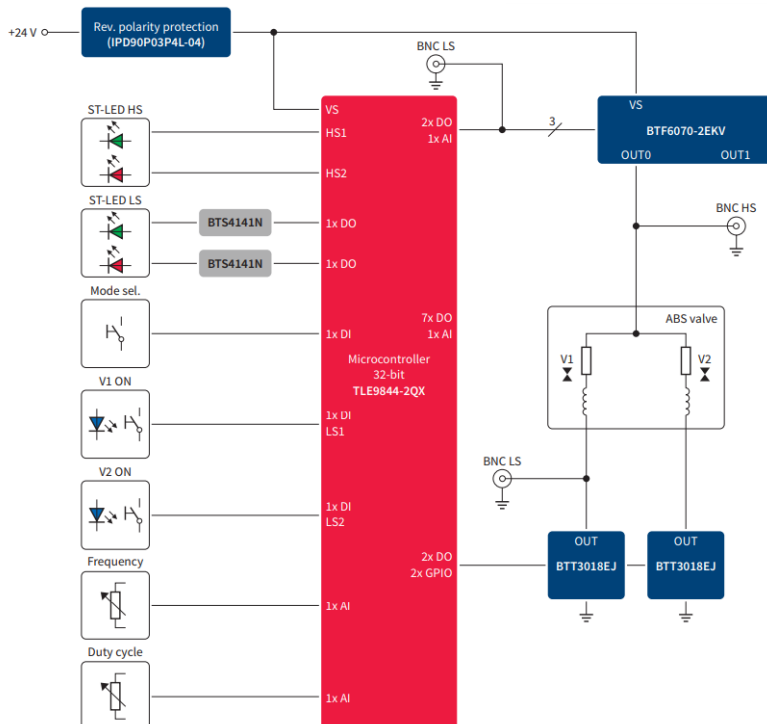 +24 V
Rev. polarity protection
(IPD90P03P4L-04)
BNC LS
ST-LED HS
VS
HS1
HS2
2x DO
1x AI
3
VS
BTF6070-2EKV
OUT0
OUT1
ST-LED LS
BTS4141N
1x DO
BTS4141N
1x DO
BNC HS
Mode sel.
1x DI
7x DO
1x AI
ABS valve
V1
V2
Microcontroller
32-bit
TLE9844-2QX
V1 ON
1x DI
LS1
BNC LS
V2 ON
1x DI
LS2
OUT
BTT3018EJ
OUT
BTT3018EJ
2x DO
2x GPIO
Frequency
1x AI
Duty cycle
1x AI